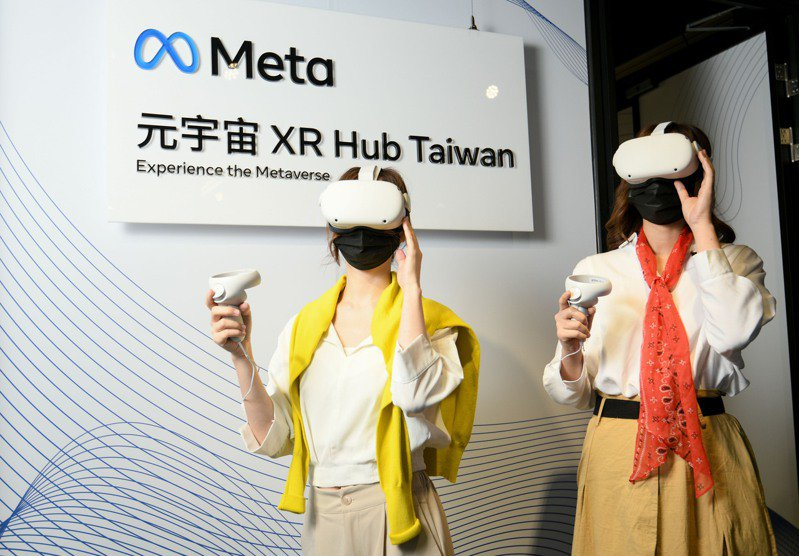 Meta
元宇宙 XR Hub Taiwan
Experience the Metaverse